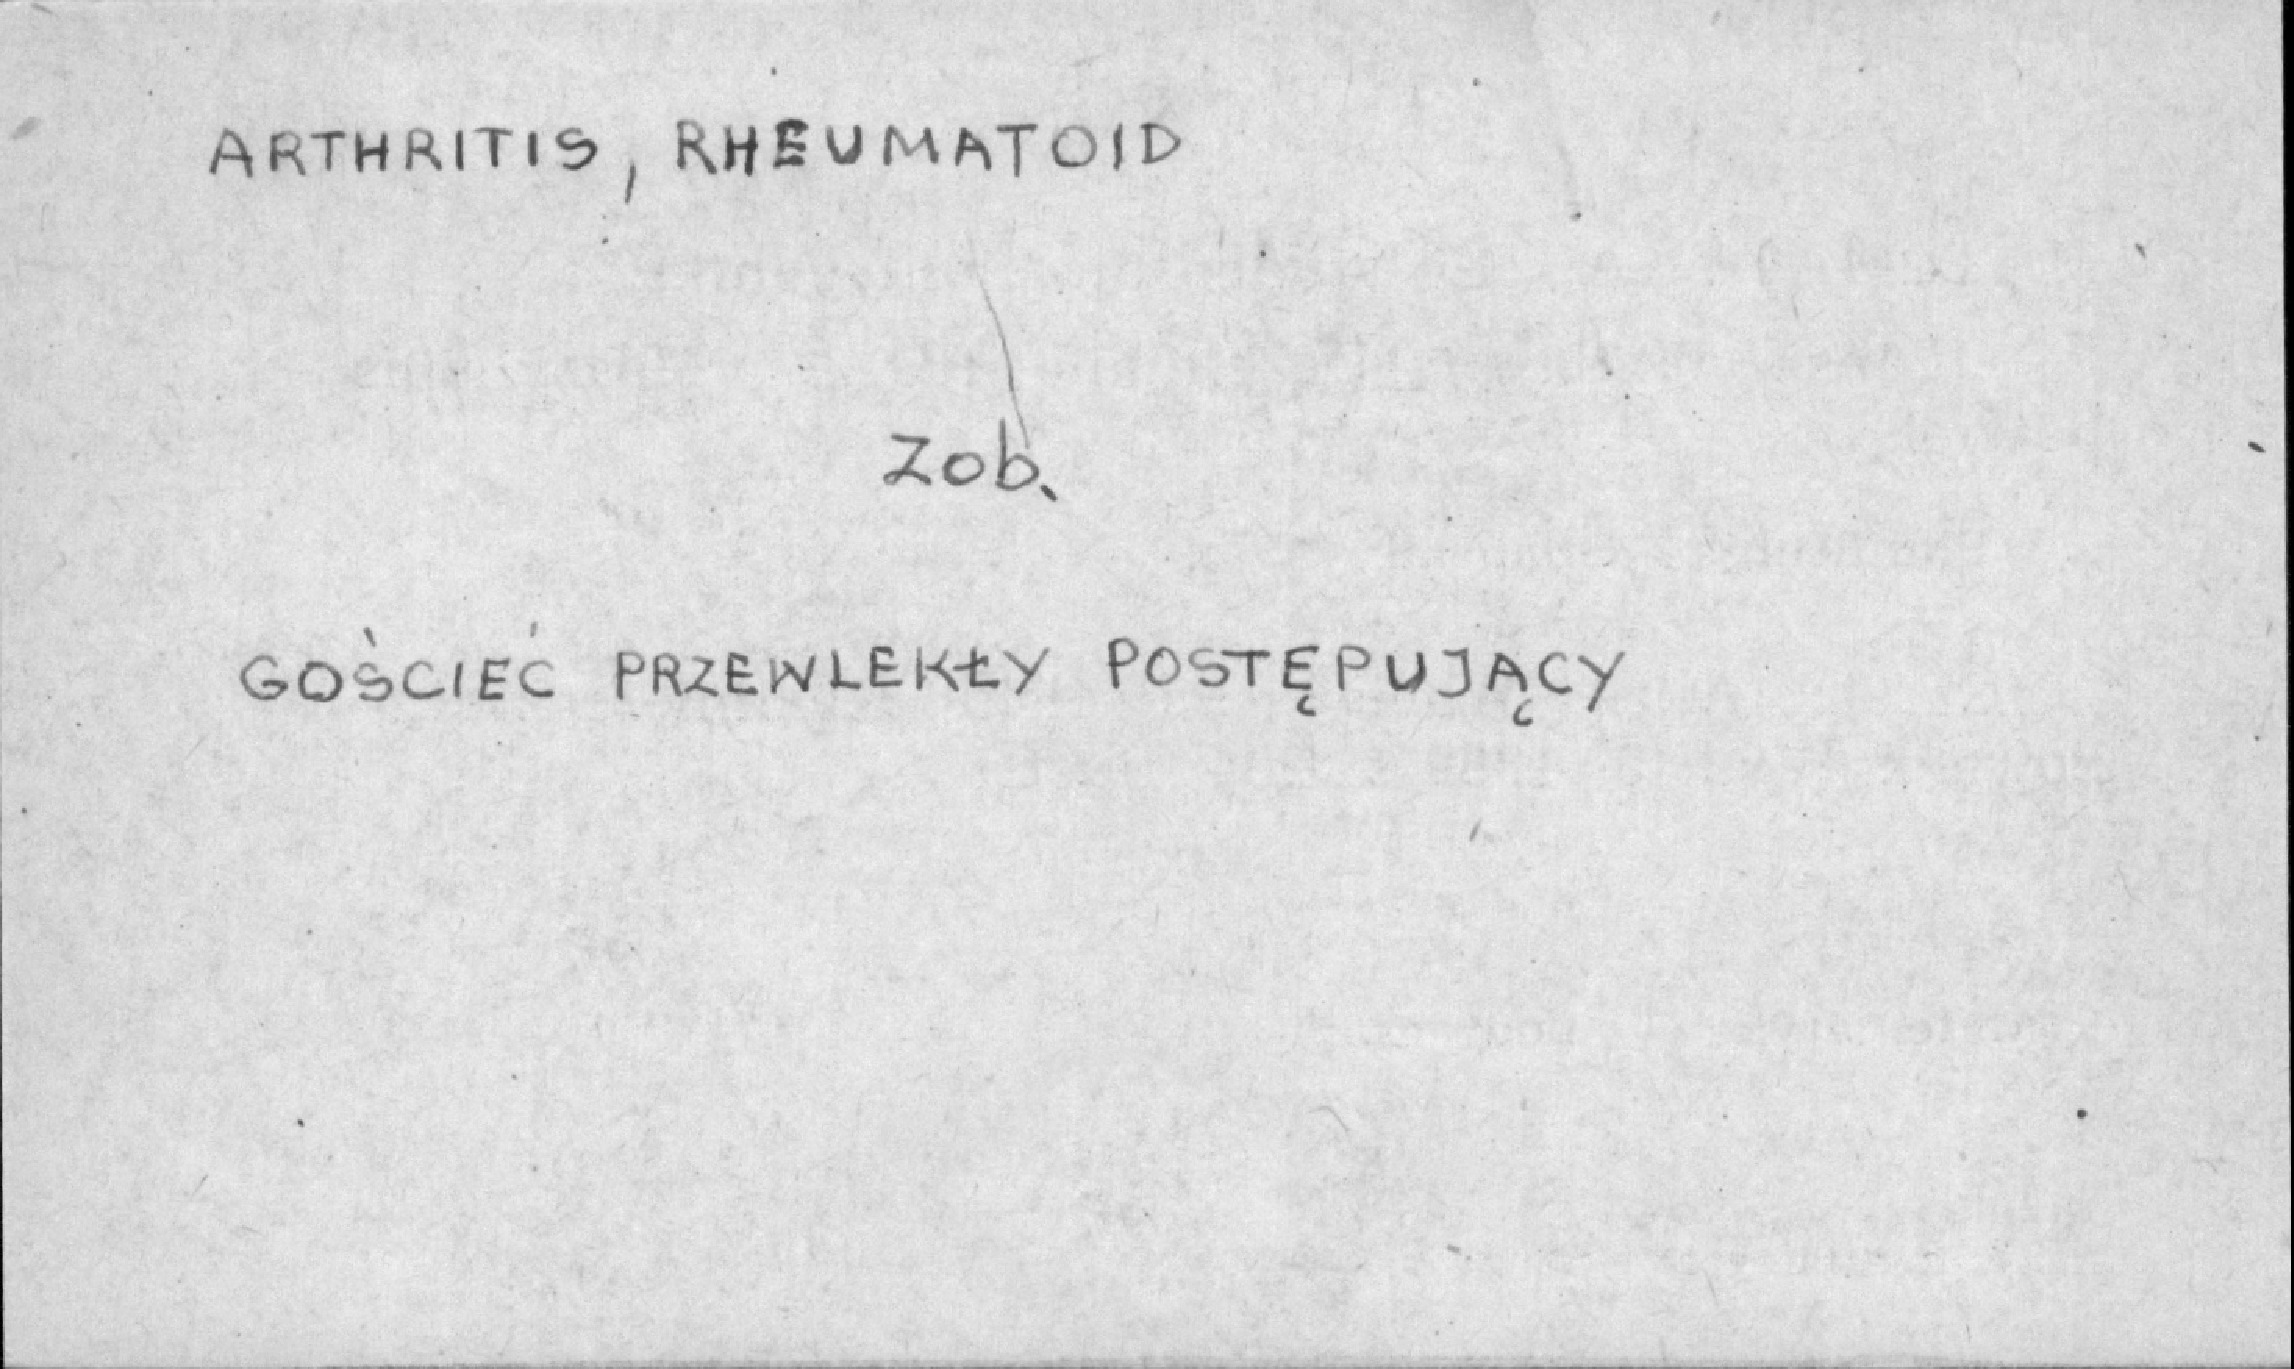 ARTHRITIS, RHEUMATOID
Zob.
GOŚCIEĆ PRZEWLEKŁY POSTĘPUJĄCY